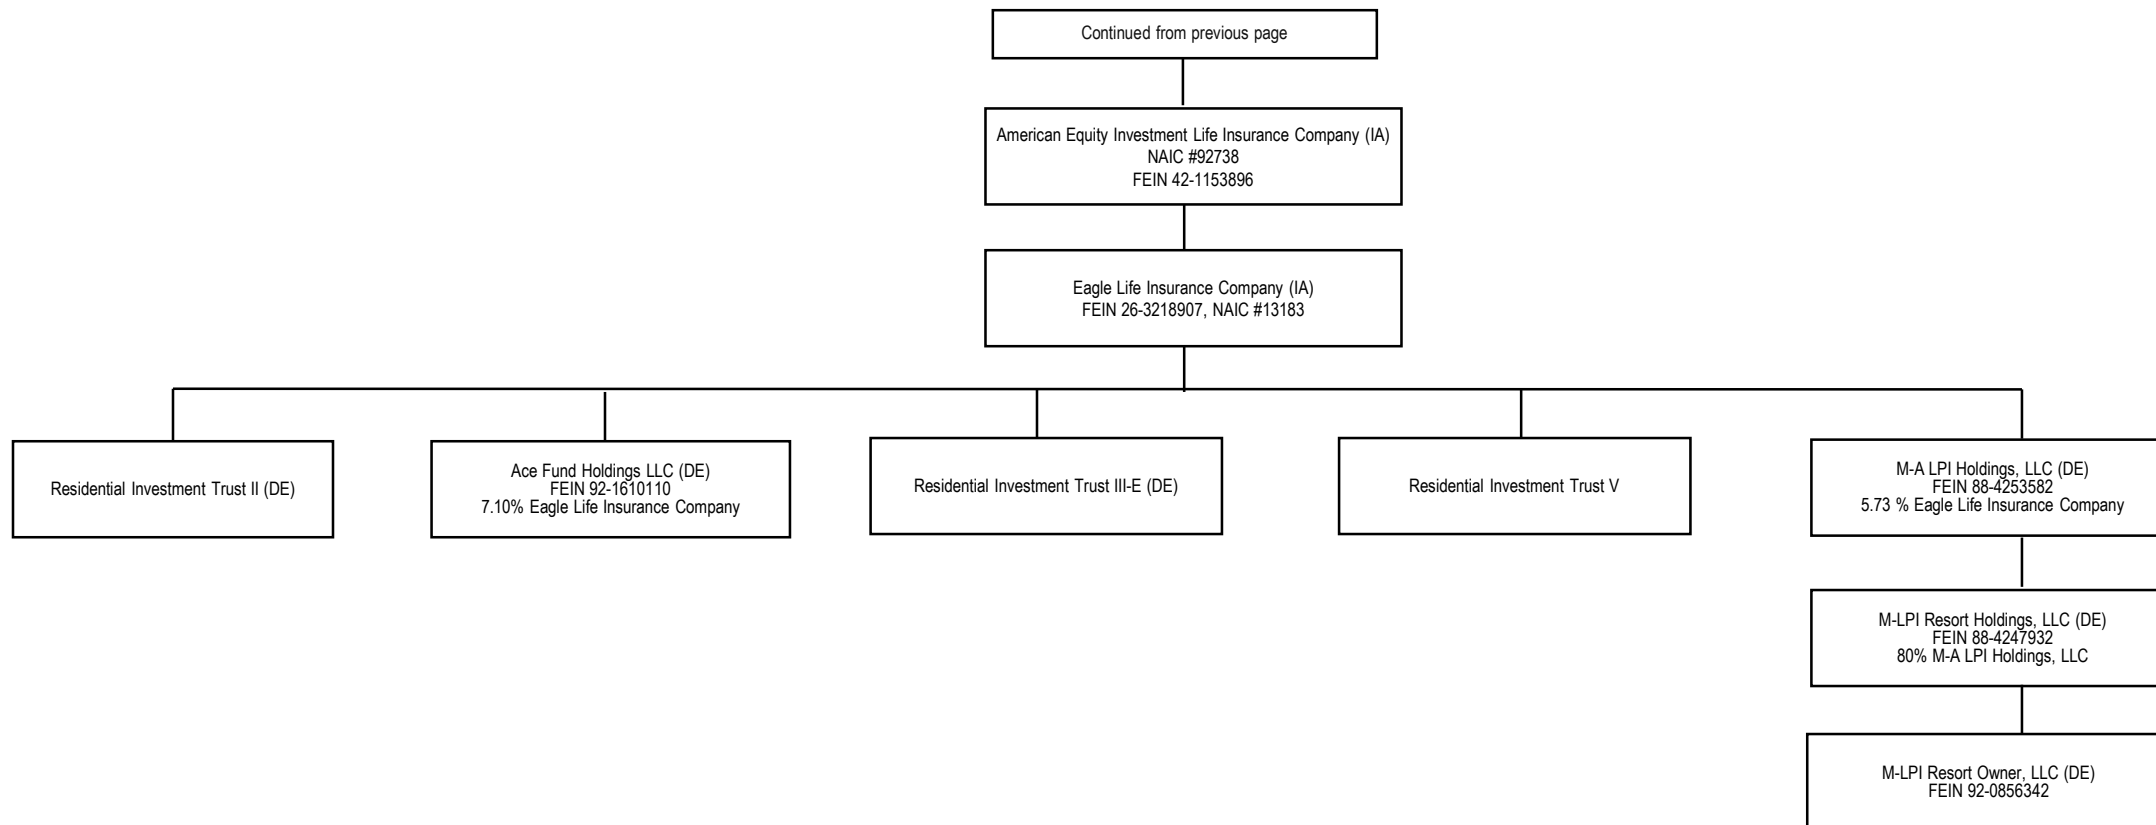 Continued from previous page
American Equity Investment Life Insurance Company (IA)
NAIC #92738
FEIN 42-1153896
Eagle Life Insurance Company (IA)
FEIN 26-3218907, NAIC #13183
Residential Investment Trust II (DE)
Ace Fund Holdings LLC (DE)
FEIN 92-1610110
7.10% Eagle Life Insurance Company
Residential Investment Trust III-E (DE)
Residential Investment Trust V
M-A LPI Holdings, LLC (DE)
FEIN 88-4253582
5.73 % Eagle Life Insurance Company
M-LPI Resort Holdings, LLC (DE)
FEIN 88-4247932
80% M-A LPI Holdings, LLC
M-LPI Resort Owner, LLC (DE)
FEIN 92-0856342